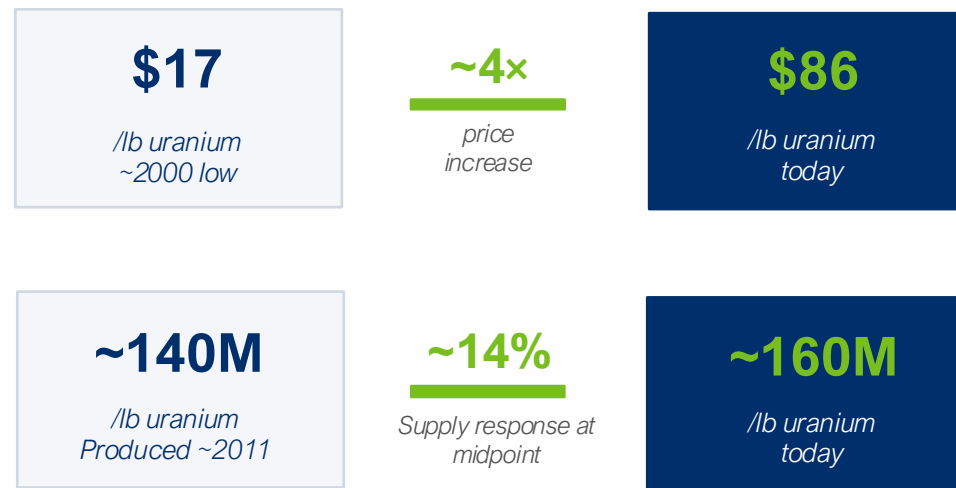 $17
/lb uranium
~2000 low
~4×
price
increase
$86
/lb uranium
today
~140M
/lb uranium
Produced ~2011
~14%
Supply response at
midpoint
~160M
/lb uranium
today